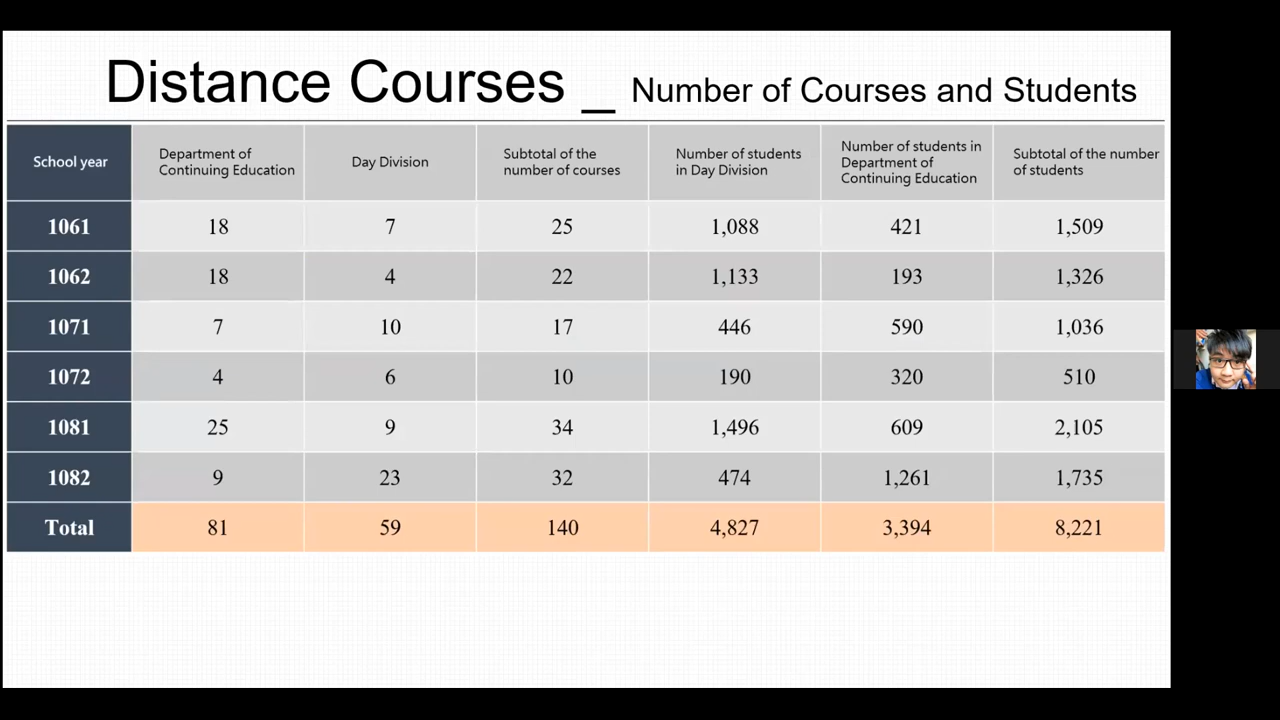 Distance Courses _ Number of Courses and Students
School year
Department of
Continuing Education
Day Division
Subtotal of the
number of courses
Number of students
in Day Division
Number of students in
Department of
Continuing Education
Subtotal of the number
of students
1061 18 7 25 1,088 421 1,509
1062 18 4 22 1,133 193 1,326
1071 7 10 17 446 590 1,036
1072 4 6 10 190 320 510
1081 25 9 34 1,496 609 2,105
1082 9 23 32 474 1,261 1,735
Total 81 59 140 4,827 3,394 8,221